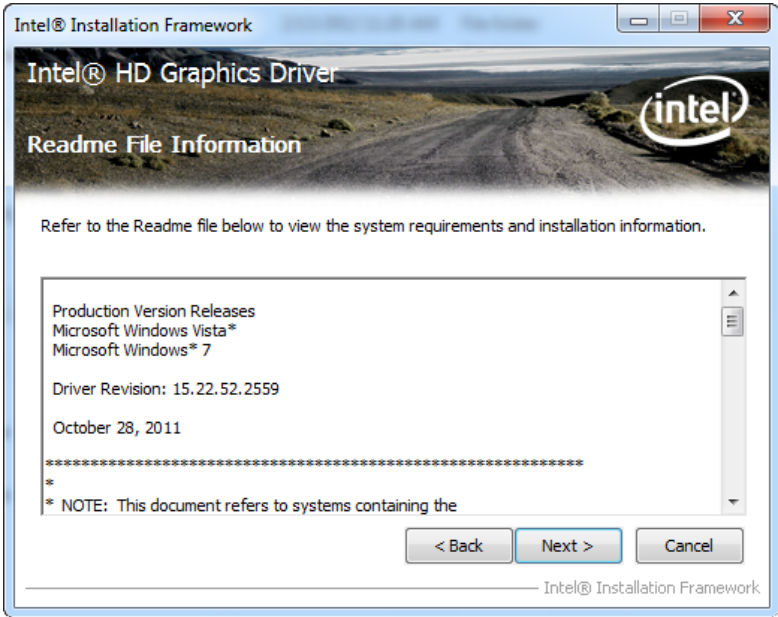 Intel® Installation Framework
Intel® HD Graphics Driver
intel®
Readme File Information
Refer to the Readme file below to view the system requirements and installation information.
Production Version Releases
Microsoft Windows Vista*
Microsoft Windows* 7
Driver Revision: 15.22.52.2559
October 28, 2011
************************************************************
*
* NOTE: This document refers to systems containing the
< Back
Next >
Cancel
Intel® Installation Framework